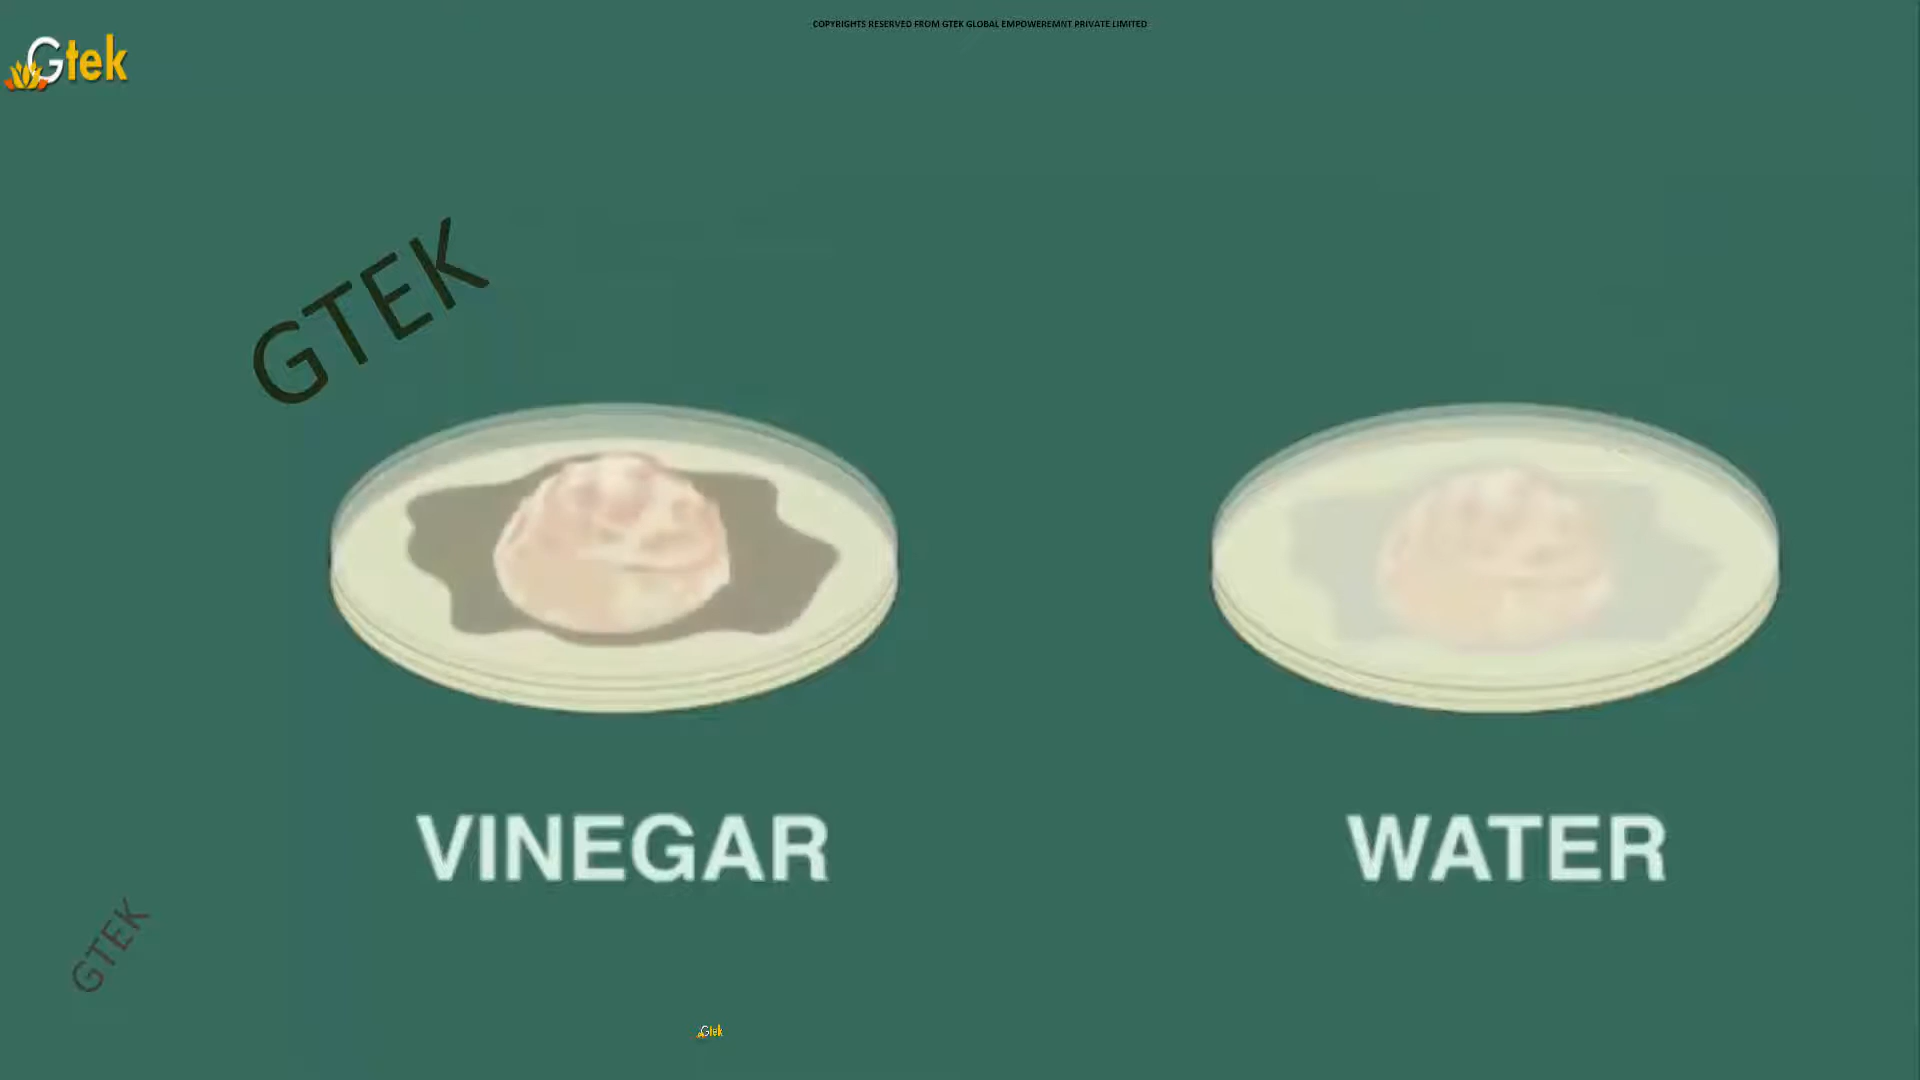 COPYRIGHTS RESERVED FROM GTEK GLOBAL EMPOWEREMNT PRIVATE LIMITED
Gtek
GTEK
VINEGAR
WATER
GTEK
Gtek